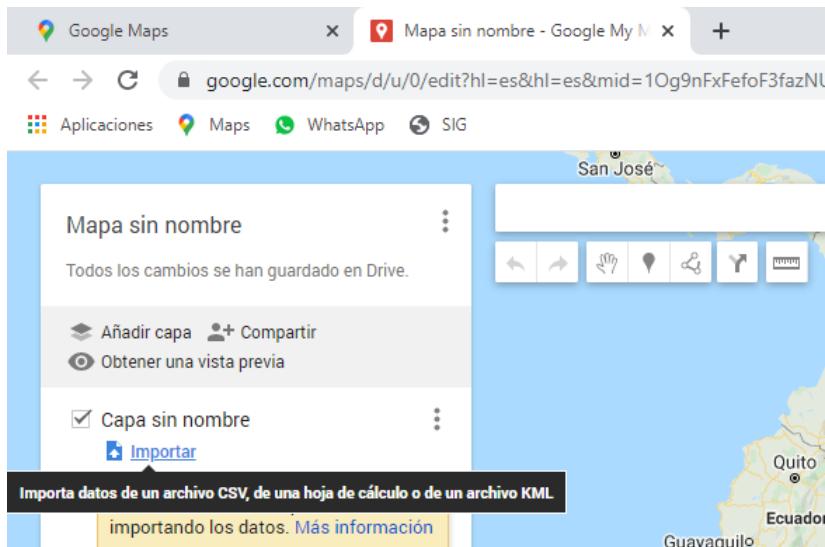 Google Maps
Mapa sin nombre - Google My M
google.com/maps/d/u/0/edit?hl=es&hl=es&mid=1Og9nFxFefoF3fazNU
Aplicaciones Maps WhatsApp SIG
San José
Mapa sin nombre
Todos los cambios se han guardado en Drive.
Añadir capa Compartir
Obtener una vista previa
Capa sin nombre
Importar
Importa datos de un archivo CSV, de una hoja de cálculo o de un archivo KML
importando los datos. Más información
Quito
Ecuador
Guayaquil